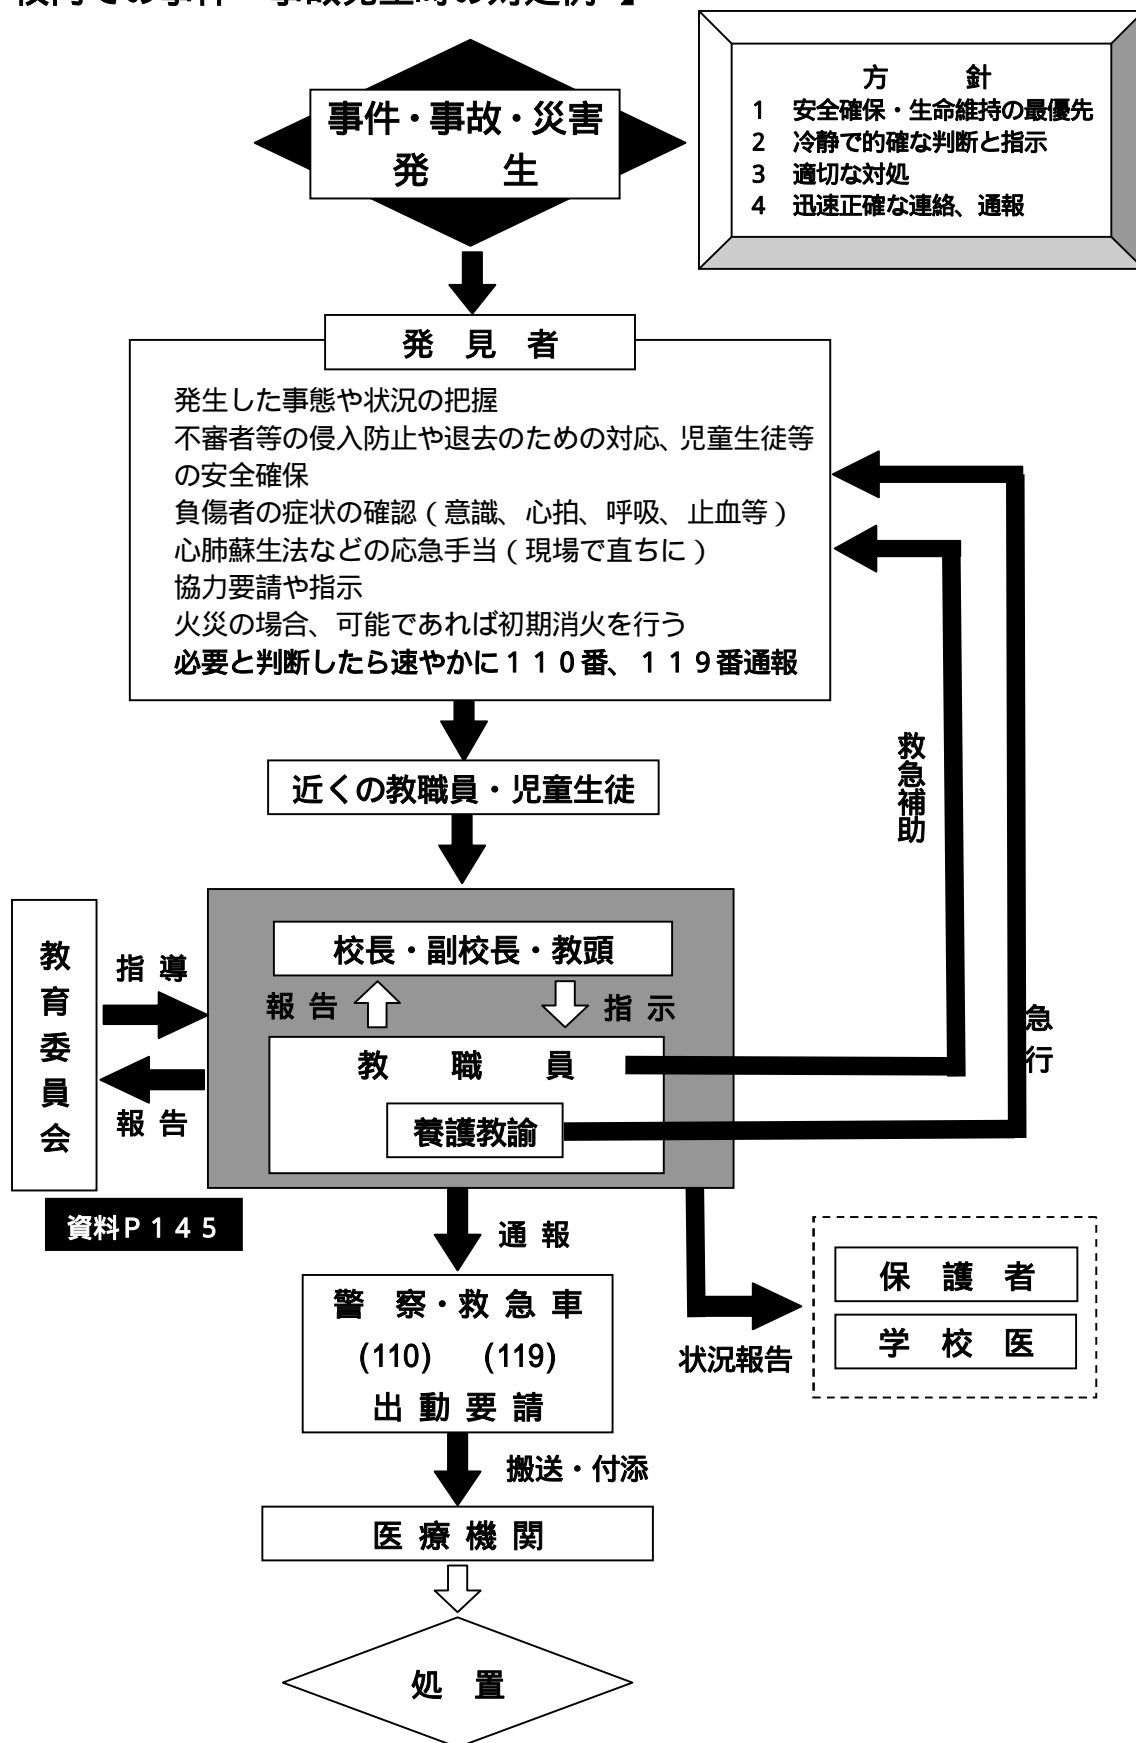 事件・事故・災害
発 生
方 針
1 安全確保・生命維持の最優先
2 冷静で的確な判断と指示
3 適切な対処
4 迅速正確な連絡、通報
発 見 者
発生した事態や状況の把握
不審者等の侵入防止や退去のための対応、児童生徒等
の安全確保
負傷者の症状の確認（意識、心拍、呼吸、止血等）
心肺蘇生法などの応急手当（現場で直ちに）
協力要請や指示
火災の場合、可能であれば初期消火を行う
必要と判断したら速やかに１１０番、１１９番通報
救急補助
近くの教職員・児童生徒
教育委員会
指 導
報 告
校長・副校長・教頭
報 告
指 示
教 職 員
養護教諭
急
行
資料Ｐ１４５
通 報
警 察・救 急 車
(110) (119)
出 動 要 請
状況報告
保 護 者
学 校 医
搬送・付添
医 療 機 関
処 置